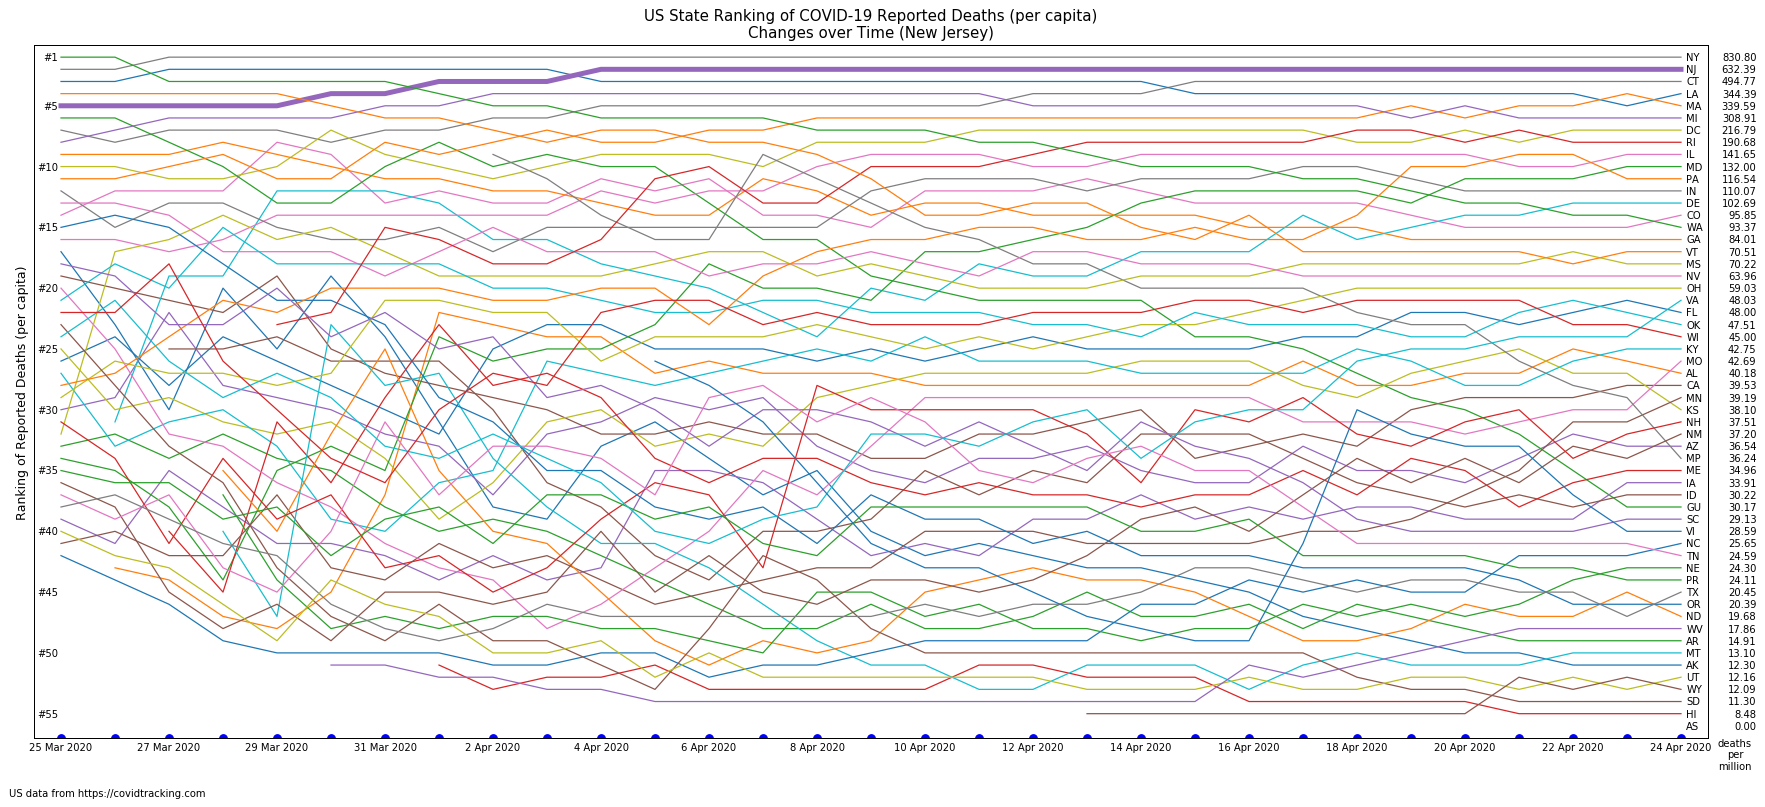 US State Ranking of COVID-19 Reported Deaths (per capita)
Changes over Time (New Jersey)
Ranking of Reported Deaths (per capita)
#1
#5
#10
#15
#20
#25
#30
#35
#40
#45
#50
#55
NY 830.80
NJ 632.39
CT 494.77
LA 344.39
MA 339.59
MI 308.91
DC 216.79
RI 190.68
IL 141.65
MD 132.00
PA 116.54
IN 110.07
DE 102.69
CO 95.85
WA 93.37
GA 84.01
VT 70.51
MS 70.22
NV 63.96
OH 59.03
VA 48.03
FL 48.00
OK 47.51
WI 45.00
KY 42.75
MO 42.69
AL 40.18
CA 39.53
MN 39.19
KS 38.10
NH 37.51
NM 37.20
AZ 36.54
MP 36.24
ME 34.96
IA 33.91
ID 30.22
GU 30.17
SC 29.13
VI 28.59
NC 25.65
TN 24.59
NE 24.30
PR 24.11
TX 20.45
OR 20.39
ND 19.68
WV 17.86
AR 14.91
MT 13.10
AK 12.30
UT 12.16
WY 12.09
SD 11.30
HI 8.48
AS 0.00
25 Mar 2020 27 Mar 2020 29 Mar 2020 31 Mar 2020 2 Apr 2020 4 Apr 2020 6 Apr 2020 8 Apr 2020 10 Apr 2020 12 Apr 2020 14 Apr 2020 16 Apr 2020 18 Apr 2020 20 Apr 2020 22 Apr 2020 24 Apr 2020
deaths
per
million
US data from https://covidtracking.com